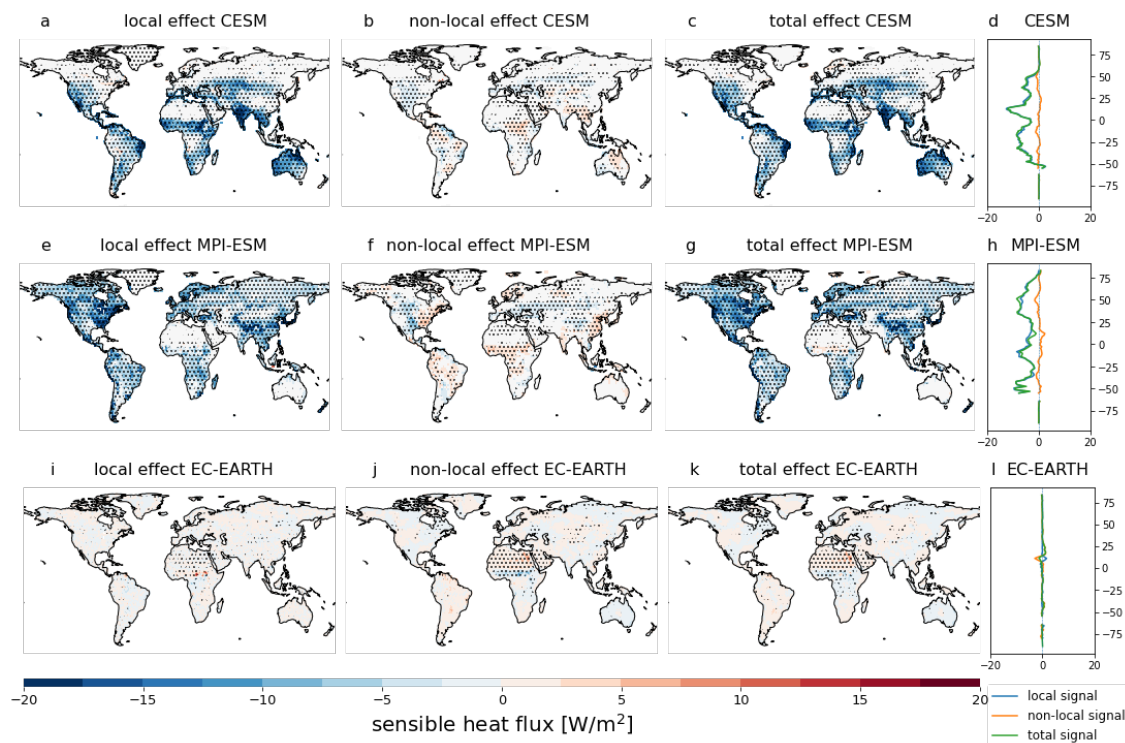 a local effect CESM
b non-local effect CESM
c total effect CESM
d CESM
75
50
25
0
−25
−50
−75
−20 0 20
e local effect MPI-ESM
f non-local effect MPI-ESM
g total effect MPI-ESM
h MPI-ESM
75
50
25
0
−25
−50
−75
−20 0 20
i local effect EC-EARTH
j non-local effect EC-EARTH
k total effect EC-EARTH
l EC-EARTH
75
50
25
0
−25
−50
−75
−20 0 20
−20 −15 −10 −5 0 5 10 15 20
sensible heat flux [W/m²]
local signal
non-local signal
total signal